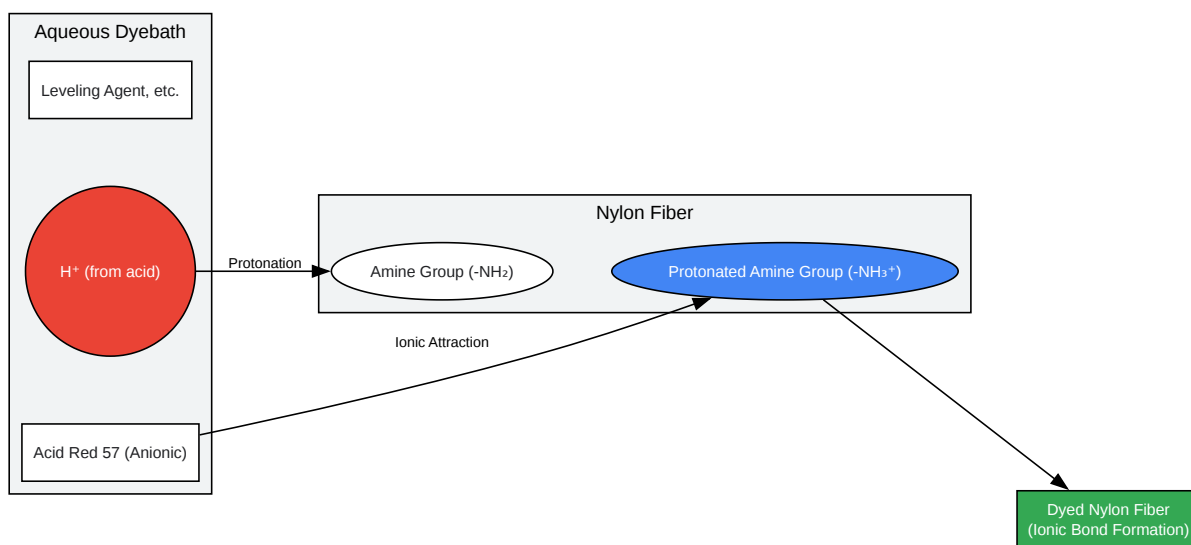 Aqueous Dyebath
Leveling Agent, etc.
H⁺ (from acid)
Acid Red 57 (Anionic)
Protonation
Ionic Attraction
Nylon Fiber
Amine Group (-NH₂)
Protonated Amine Group (-NH₃⁺)
Dyed Nylon Fiber
(Ionic Bond Formation)